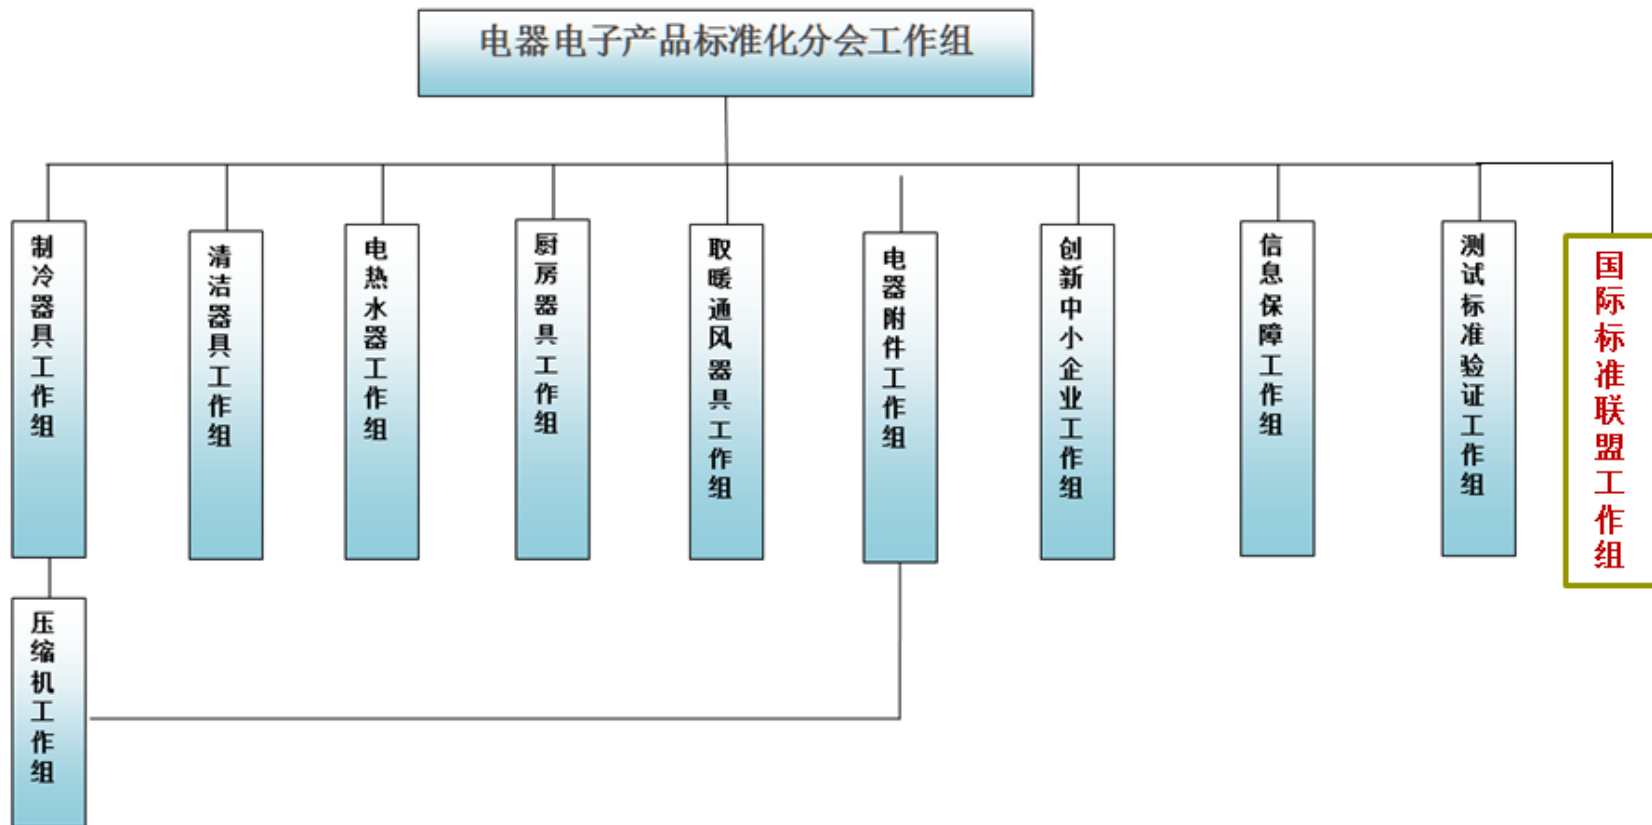 电器电子产品标准化分会工作组
制冷器具工作组
清洁器具工作组
电热水器工作组
厨房器具工作组
取暖通风器具工作组
电器附件工作组
创新中小企业工作组
信息保障工作组
测试标准验证工作组
国际标准联盟工作组
压缩机工作组